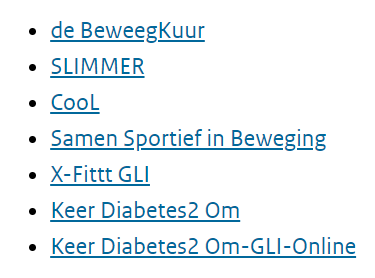 de BeweegKuur
SLIMMER
CooL
Samen Sportief in Beweging
X-Fittt GLI
Keer Diabetes2 Om
Keer Diabetes2 Om-GLI-Online